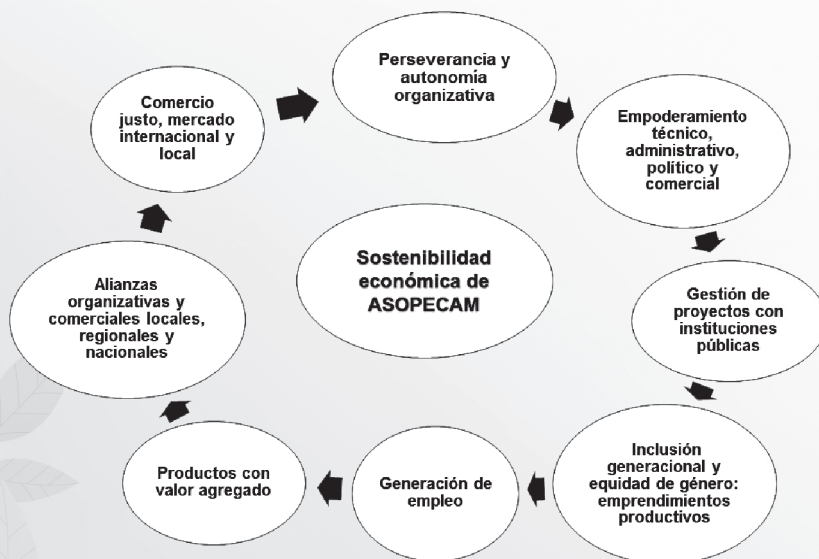 Perseverancia y
autonomía
organizativa
Empoderamiento
técnico,
administrativo,
político y
comercial
Gestión de
proyectos con
instituciones
públicas
Inclusión
generacional y
equidad de género:
emprendimientos
productivos
Generación de
empleo
Productos con
valor agregado
Alianzas
organizativas y
comerciales locales,
regionales y
nacionales
Comercio
justo, mercado
internacional y
local
Sostenibilidad
económica de
ASOPECAM